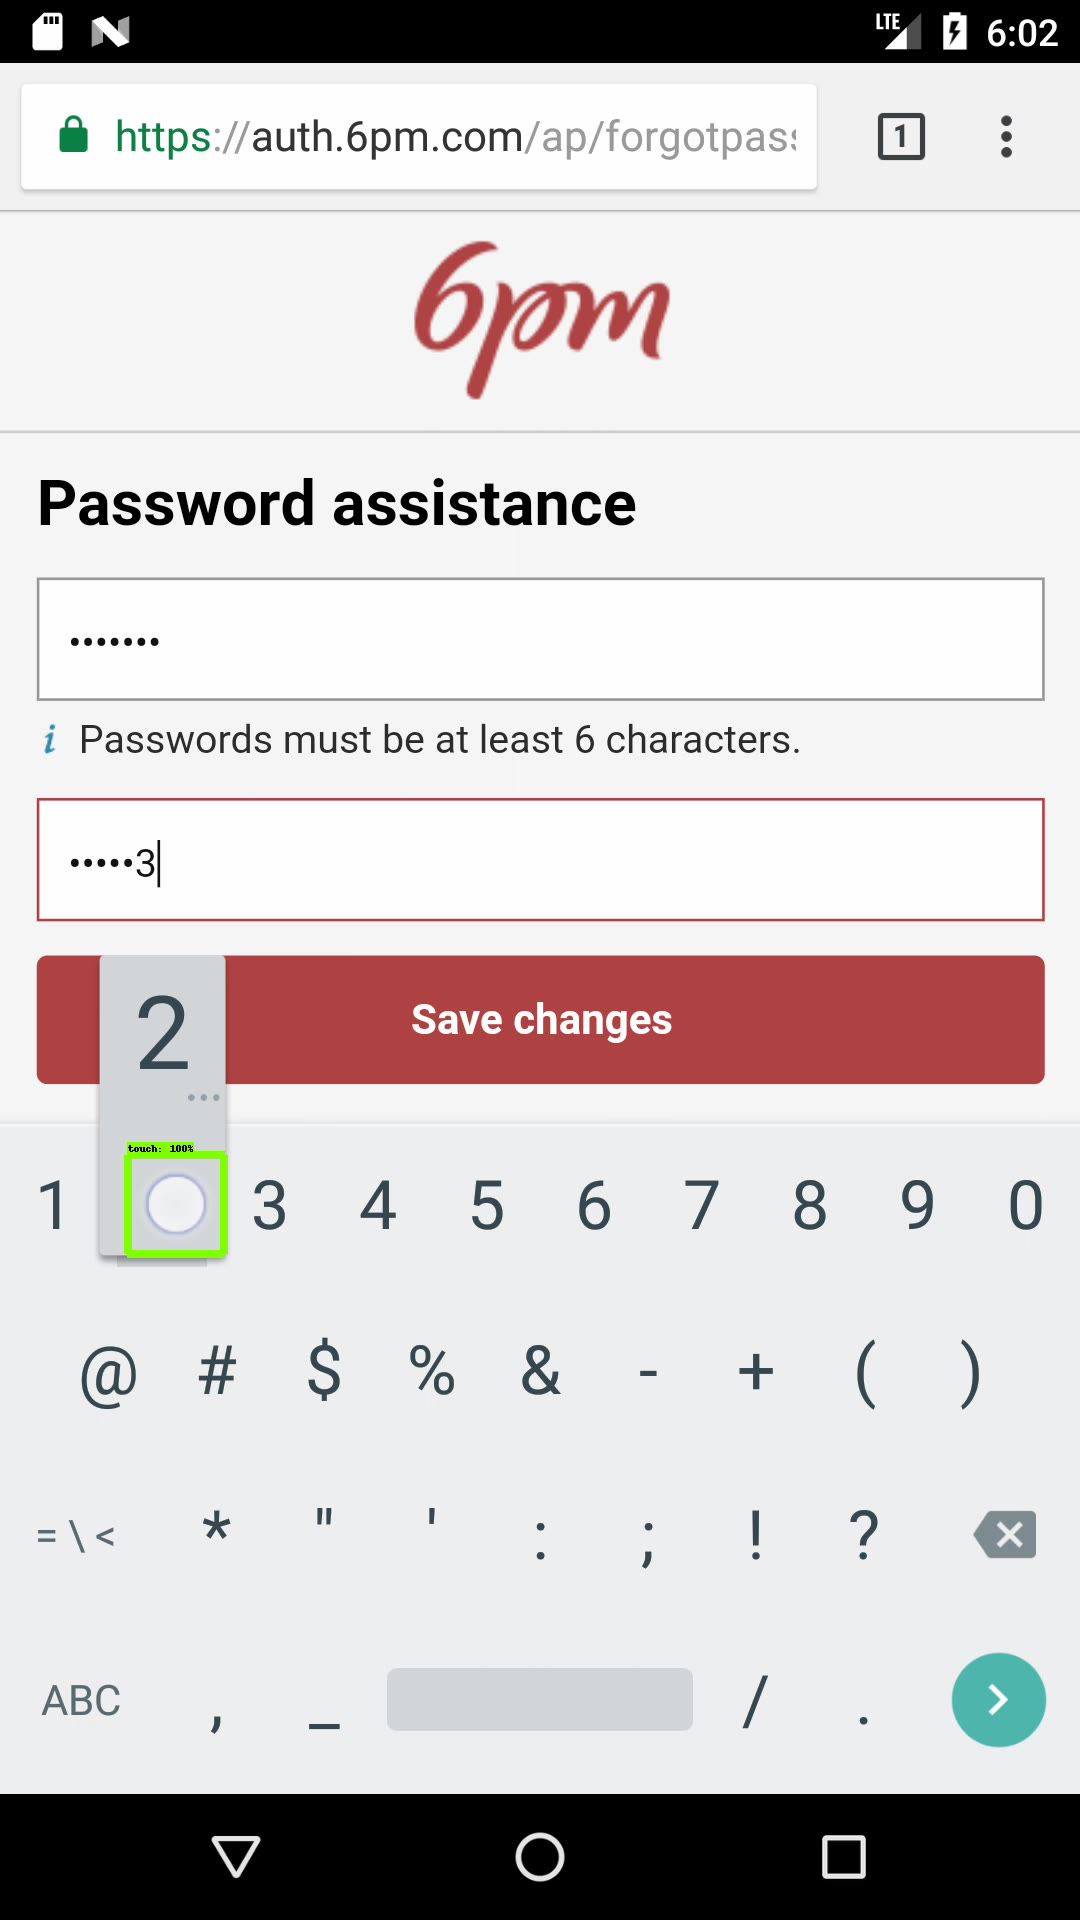 LTE 6:02
https://auth.6pm.com/ap/forgotpass
1
6pm
Password assistance
•••••••
i Passwords must be at least 6 characters.
•••••3
Save changes
2
...
touch: 100%
1 3 4 5 6 7 8 9 0
@ # $ % & - + ( )
= \ < * " ' : ; ! ?
ABC , _ / .